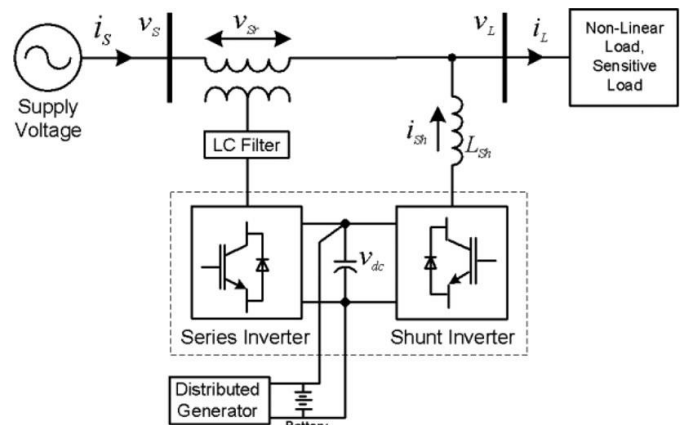 i_S
v_S
v_Sr
v_L
i_L
Non-Linear
Load,
Sensitive
Load
Supply
Voltage
LC Filter
i_Sh
L_Sh
v_dc
Series Inverter
Shunt Inverter
Distributed
Generator
Battery